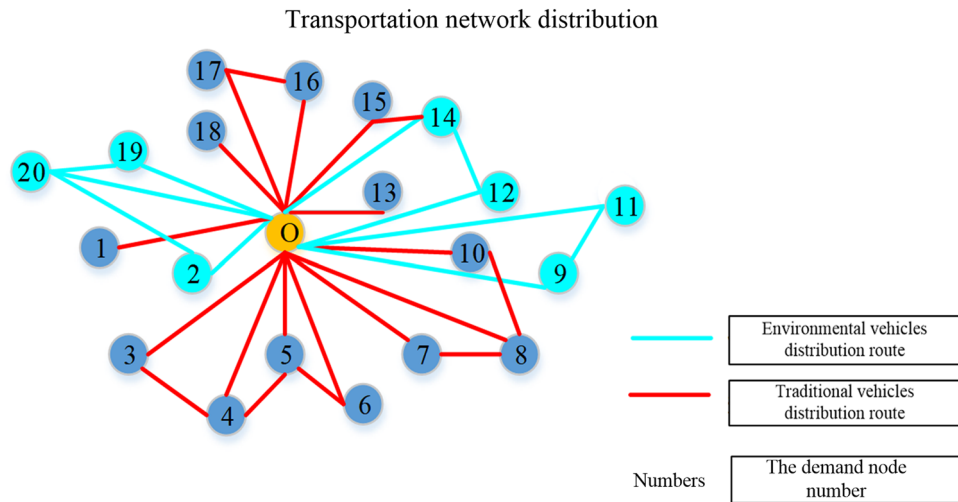 Transportation network distribution
17
16
15
14
18
19
20
13
12
11
1
O
10
2
9
3
5
7
8
4
6
Environmental vehicles
distribution route
Traditional vehicles
distribution route
Numbers
The demand node
number